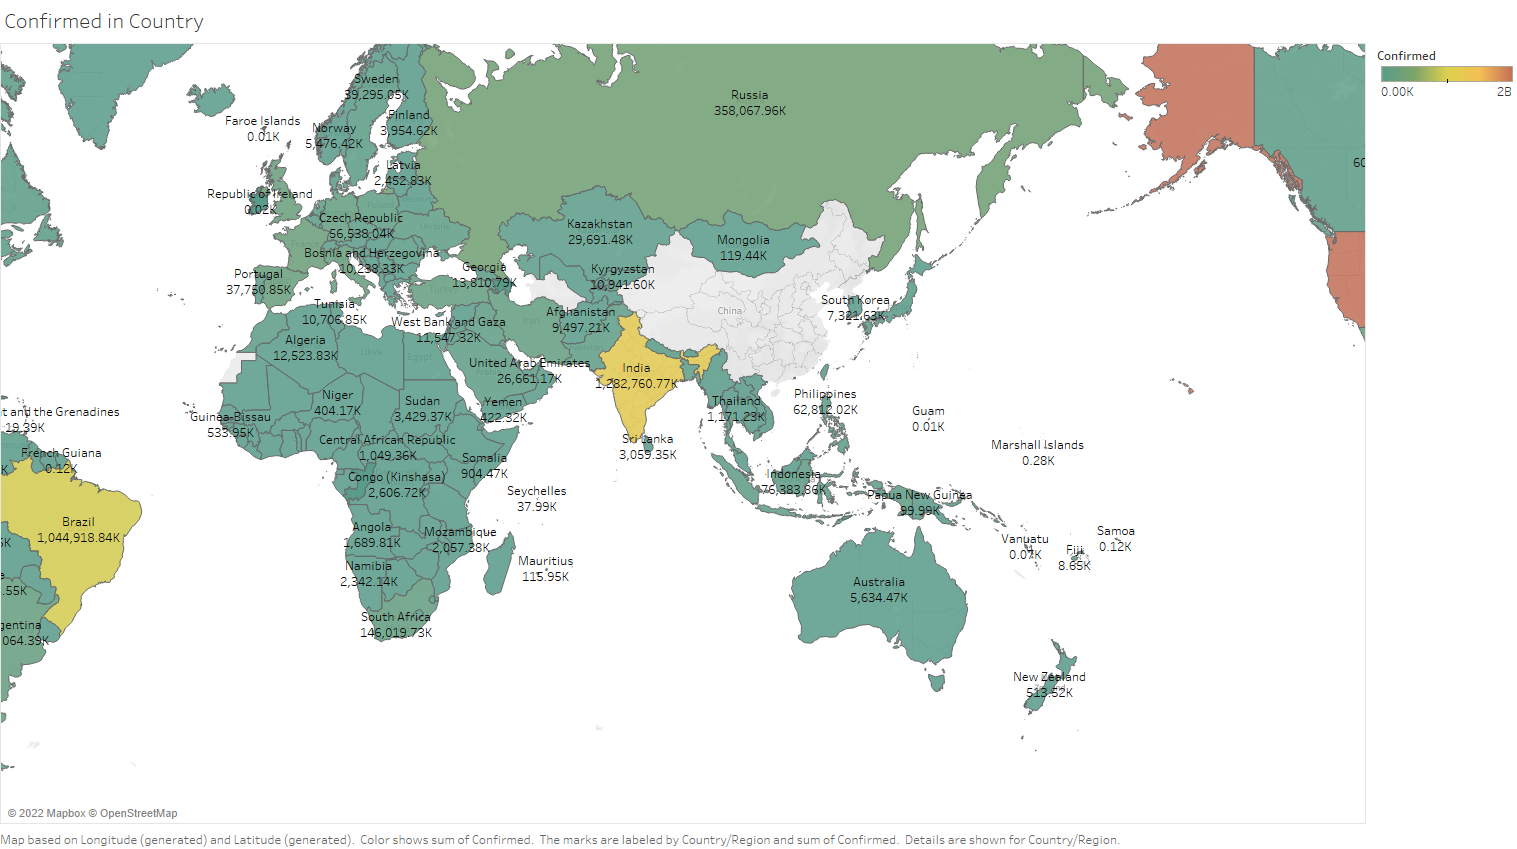 Confirmed in Country
Confirmed
0.00K 2B
Sweden
39,295.05K
Russia
358,067.96K
Faroe Islands
0.01K
Finland
3,954.62K
Norway
5,476.42K
60
Latvia
2,452.83K
Republic of Ireland
0.02K
Poland
Czech Republic
56,538.04K
Ukraine
France
Kazakhstan
29,691.48K
Mongolia
119.44K
Bosnia and Herzegovina
10,238.33K
Portugal
37,750.85K
Georgia
13,810.79K
Kyrgyzstan
10,941.60K
Tunisia
10,706.85K
South Korea
7,321.63K
Afghanistan
9,497.21K
China
Iran
West Bank and Gaza
11,547.32K
Algeria
12,523.83K
Libya
Egypt
United Arab Emirates
26,661.17K
India
1,282,760.77K
Niger
404.17K
Sudan
3,429.37K
Yemen
422.32K
Thailand
1,171.23K
Philippines
62,812.02K
t and the Grenadines
19.39K
Guinea-Bissau
533.95K
Guam
0.01K
Central African Republic
1,049.36K
Sri Lanka
3,059.35K
Marshall Islands
0.28K
French Guiana
0.12K
K
Somalia
904.47K
Congo (Kinshasa)
2,606.72K
Indonesia
76,383.86K
Seychelles
37.99K
Papua New Guinea
99.99K
Brazil
1,044,918.84K
Angola
1,689.81K
Mozambique
2,057.38K
Vanuatu
0.07K
Samoa
0.12K
Fiji
8.65K
Mauritius
115.95K
Namibia
2,342.14K
Australia
5,634.47K
.55K
South Africa
146,019.73K
gentina
064.39K
New Zealand
513.52K
© 2022 Mapbox © OpenStreetMap
Map based on Longitude (generated) and Latitude (generated). Color shows sum of Confirmed. The marks are labeled by Country/Region and sum of Confirmed. Details are shown for Country/Region.